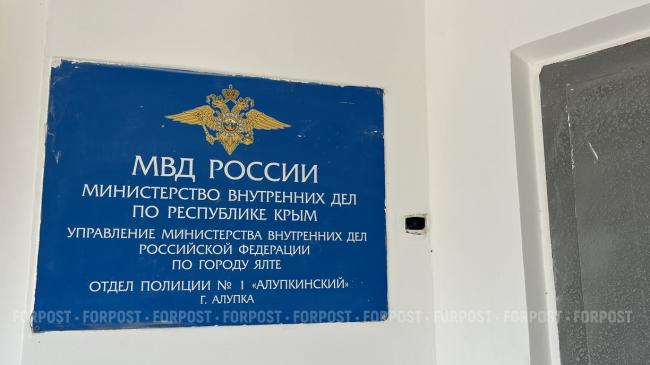 МВД РОССИИ
МИНИСТЕРСТВО ВНУТРЕННИХ ДЕЛ
ПО РЕСПУБЛИКЕ КРЫМ
УПРАВЛЕНИЕ МИНИСТЕРСТВА ВНУТРЕННИХ ДЕЛ
РОССИЙСКОЙ ФЕДЕРАЦИИ
ПО ГОРОДУ ЯЛТЕ
ОТДЕЛ ПОЛИЦИИ № 1 «АЛУПКИНСКИЙ»
Г. АЛУПКА
FORPOST · FORPOST · FORPOST · FORPOST · FORPOST · FORPOST · FORPOST · FORPOST · FORPOST · FORPOST